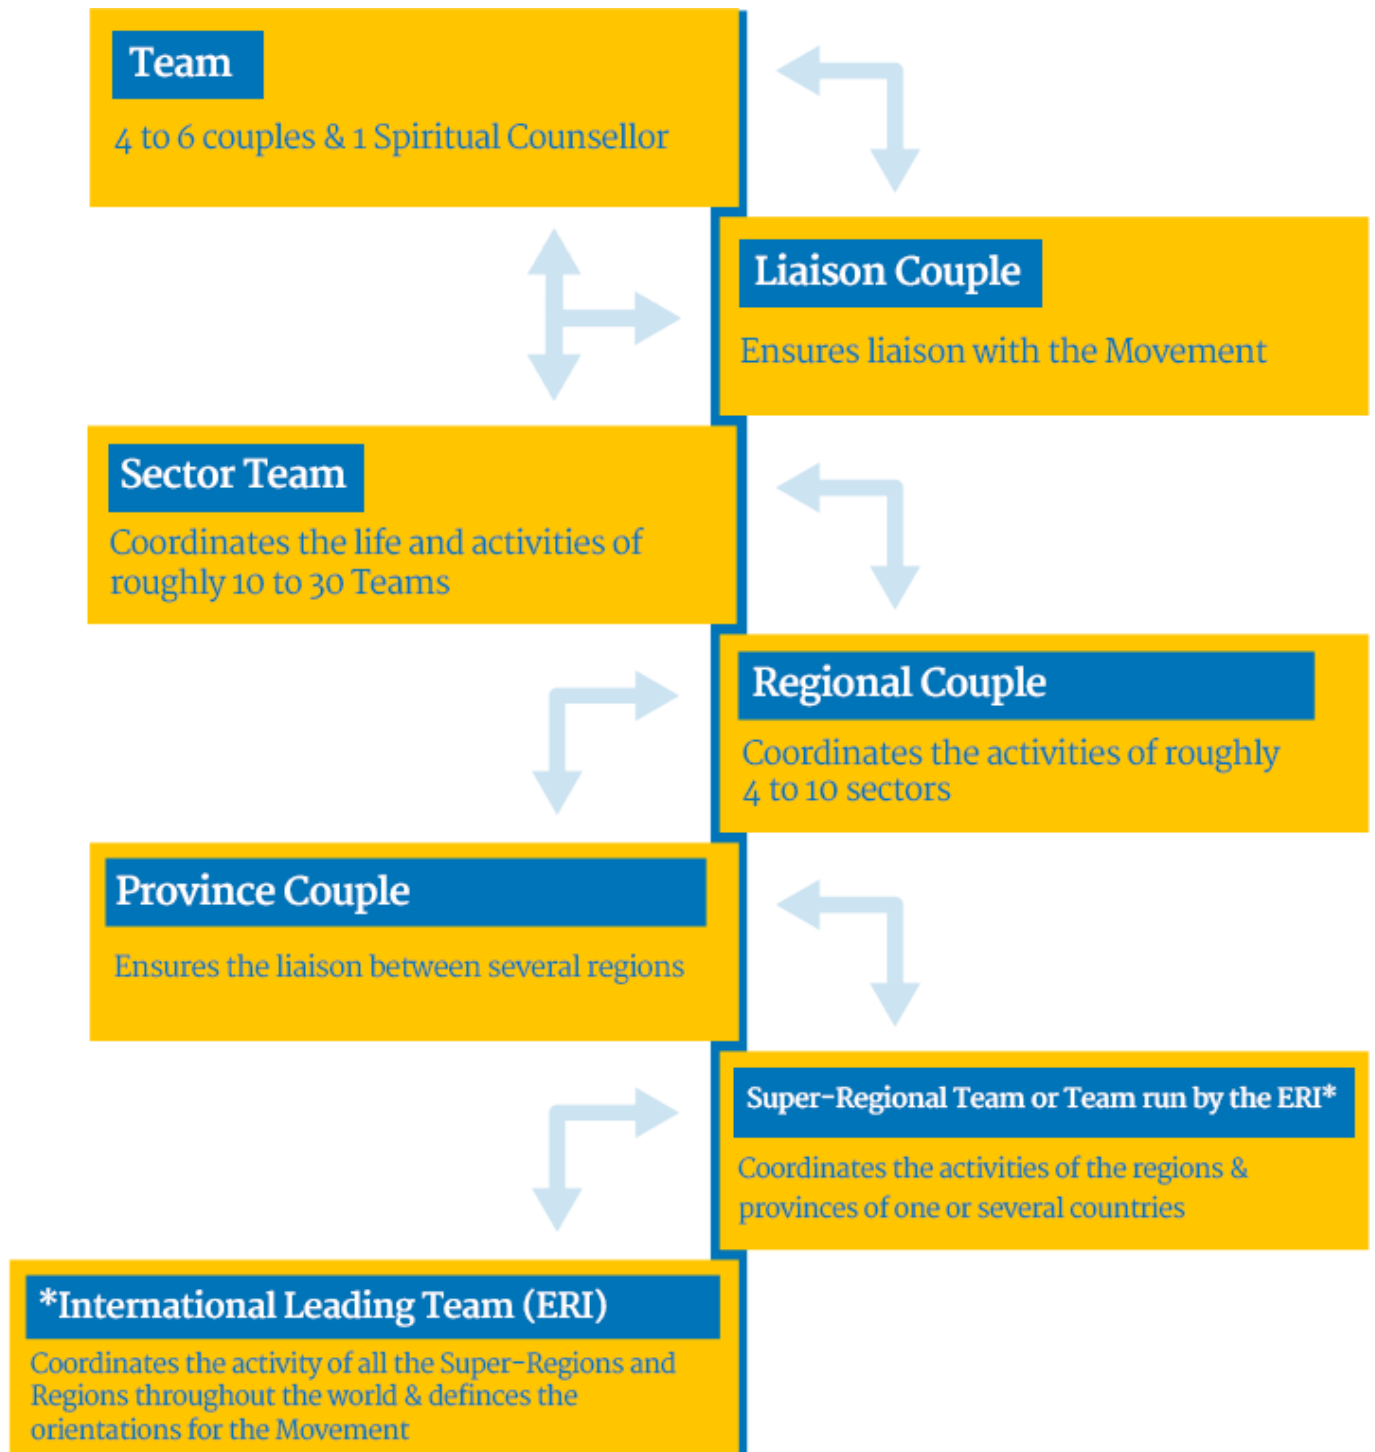 Team
4 to 6 couples & 1 Spiritual Counsellor
Liaison Couple
Ensures liaison with the Movement
Sector Team
Coordinates the life and activities of
roughly 10 to 30 Teams
Regional Couple
Coordinates the activities of roughly
4 to 10 sectors
Province Couple
Ensures the liaison between several regions
Super-Regional Team or Team run by the ERI*
Coordinates the activities of the regions &
provinces of one or several countries
*International Leading Team (ERI)
Coordinates the activity of all the Super-Regions and
Regions throughout the world & definces the
orientations for the Movement